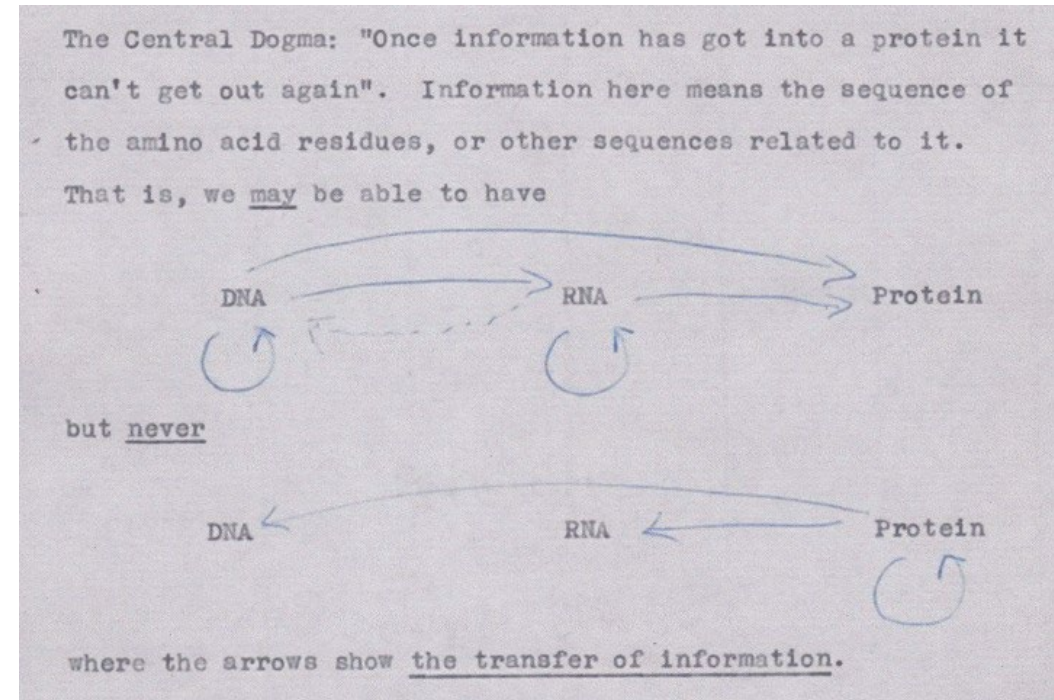 The Central Dogma: "Once information has got into a protein it
can't get out again". Information here means the sequence of
the amino acid residues, or other sequences related to it.
That is, we may be able to have
DNA RNA Protein
but never
DNA RNA Protein
where the arrows show the transfer of information.